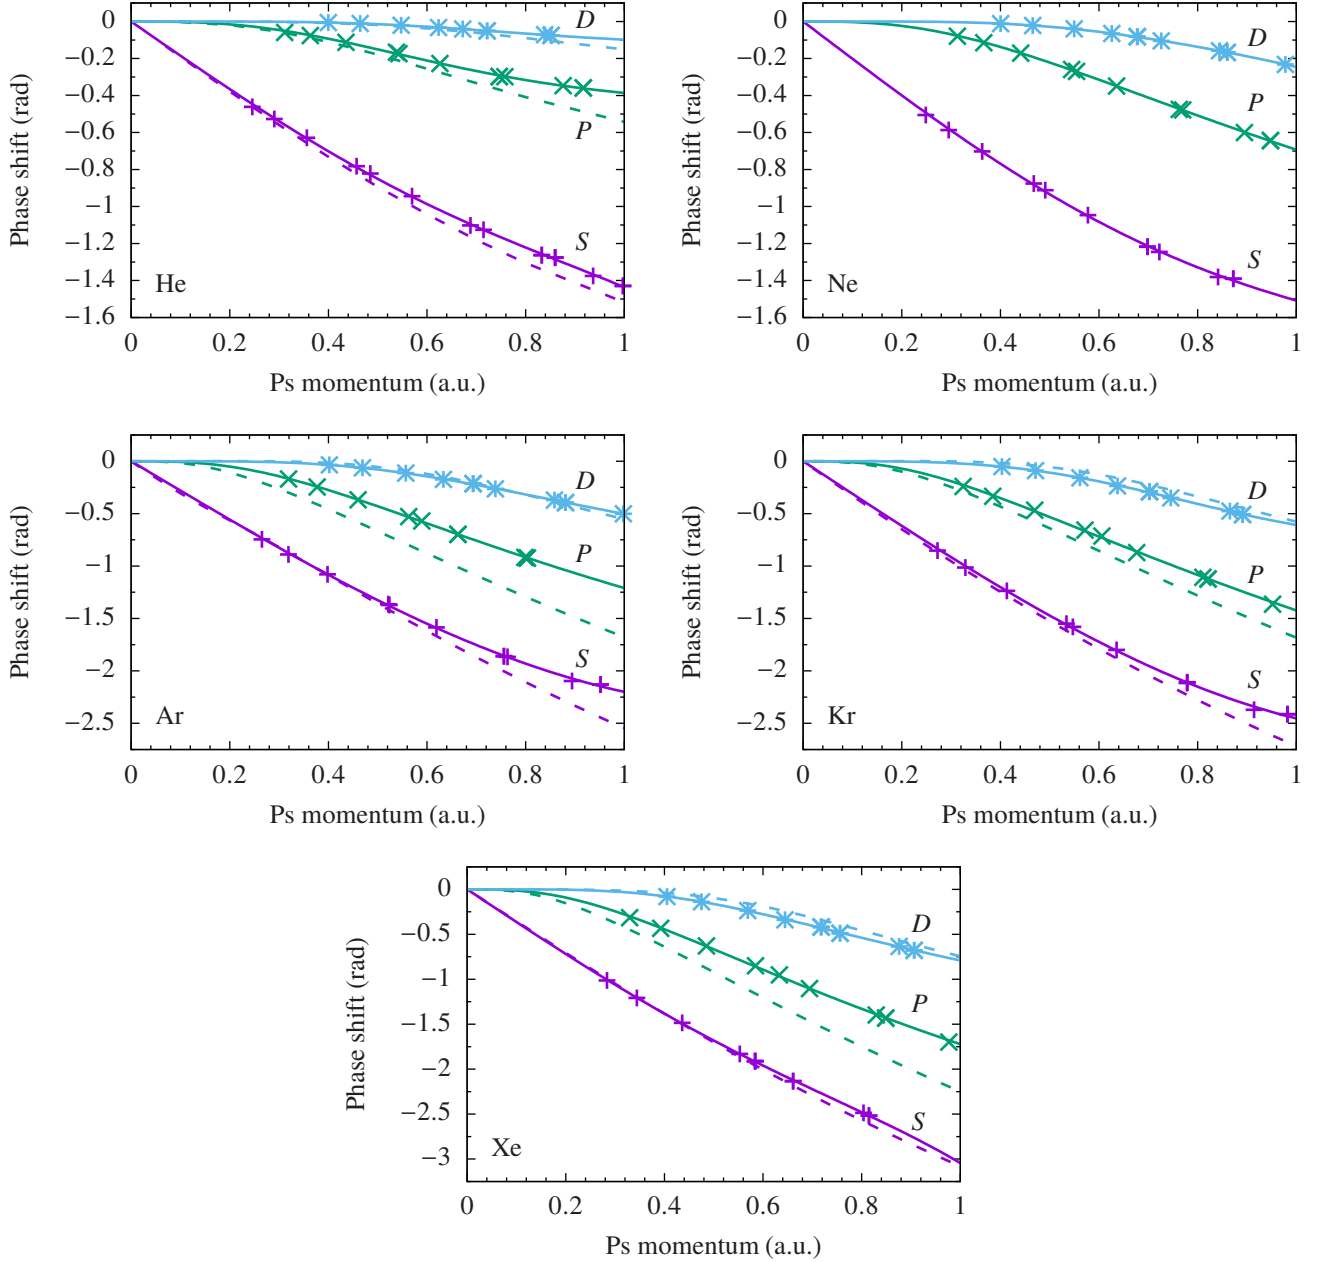 0
−0.2
−0.4
−0.6
−0.8
−1
−1.2
−1.4
−1.6
Phase shift (rad)
D
P
S
He
0 0.2 0.4 0.6 0.8 1
Ps momentum (a.u.)
0
−0.2
−0.4
−0.6
−0.8
−1
−1.2
−1.4
−1.6
Phase shift (rad)
D
P
S
Ne
0 0.2 0.4 0.6 0.8 1
Ps momentum (a.u.)
0
−0.5
−1
−1.5
−2
−2.5
Phase shift (rad)
D
P
S
Ar
0 0.2 0.4 0.6 0.8 1
Ps momentum (a.u.)
0
−0.5
−1
−1.5
−2
−2.5
Phase shift (rad)
D
P
S
Kr
0 0.2 0.4 0.6 0.8 1
Ps momentum (a.u.)
0
−0.5
−1
−1.5
−2
−2.5
−3
Phase shift (rad)
D
P
S
Xe
0 0.2 0.4 0.6 0.8 1
Ps momentum (a.u.)